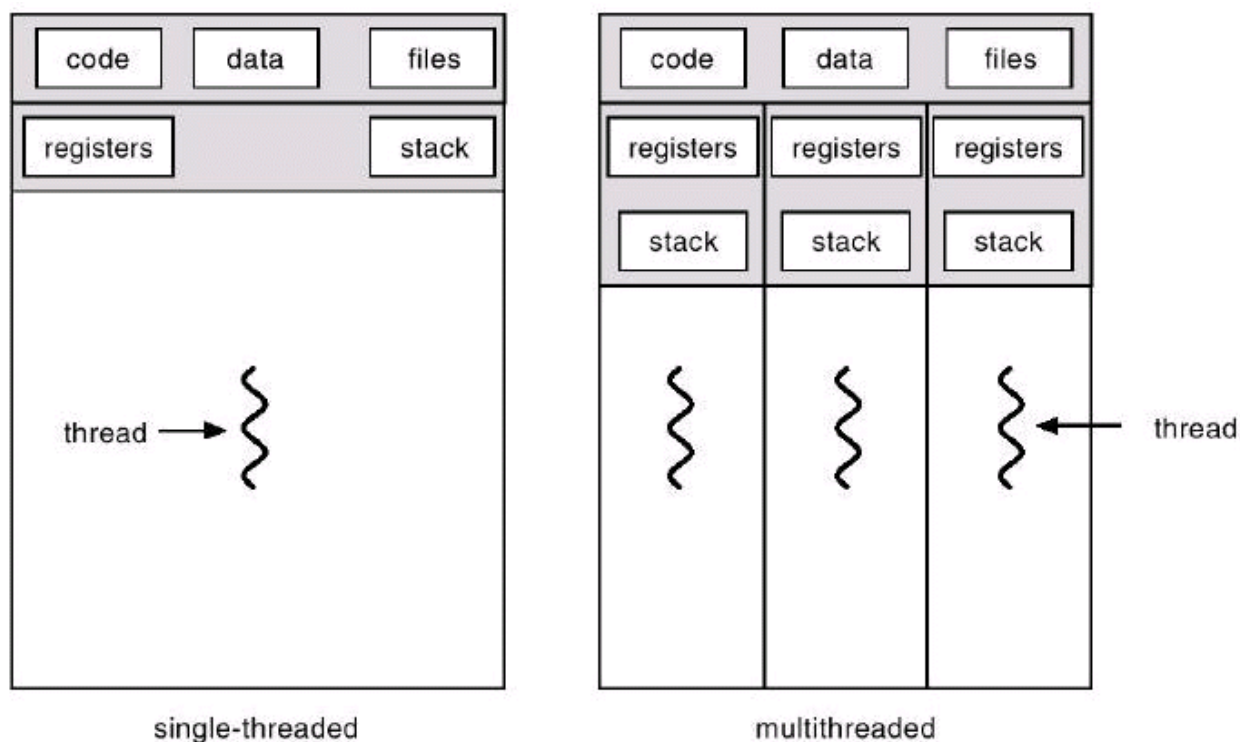 code data files
registers stack
thread
single-threaded
code data files
registers registers registers
stack stack stack
thread
multithreaded